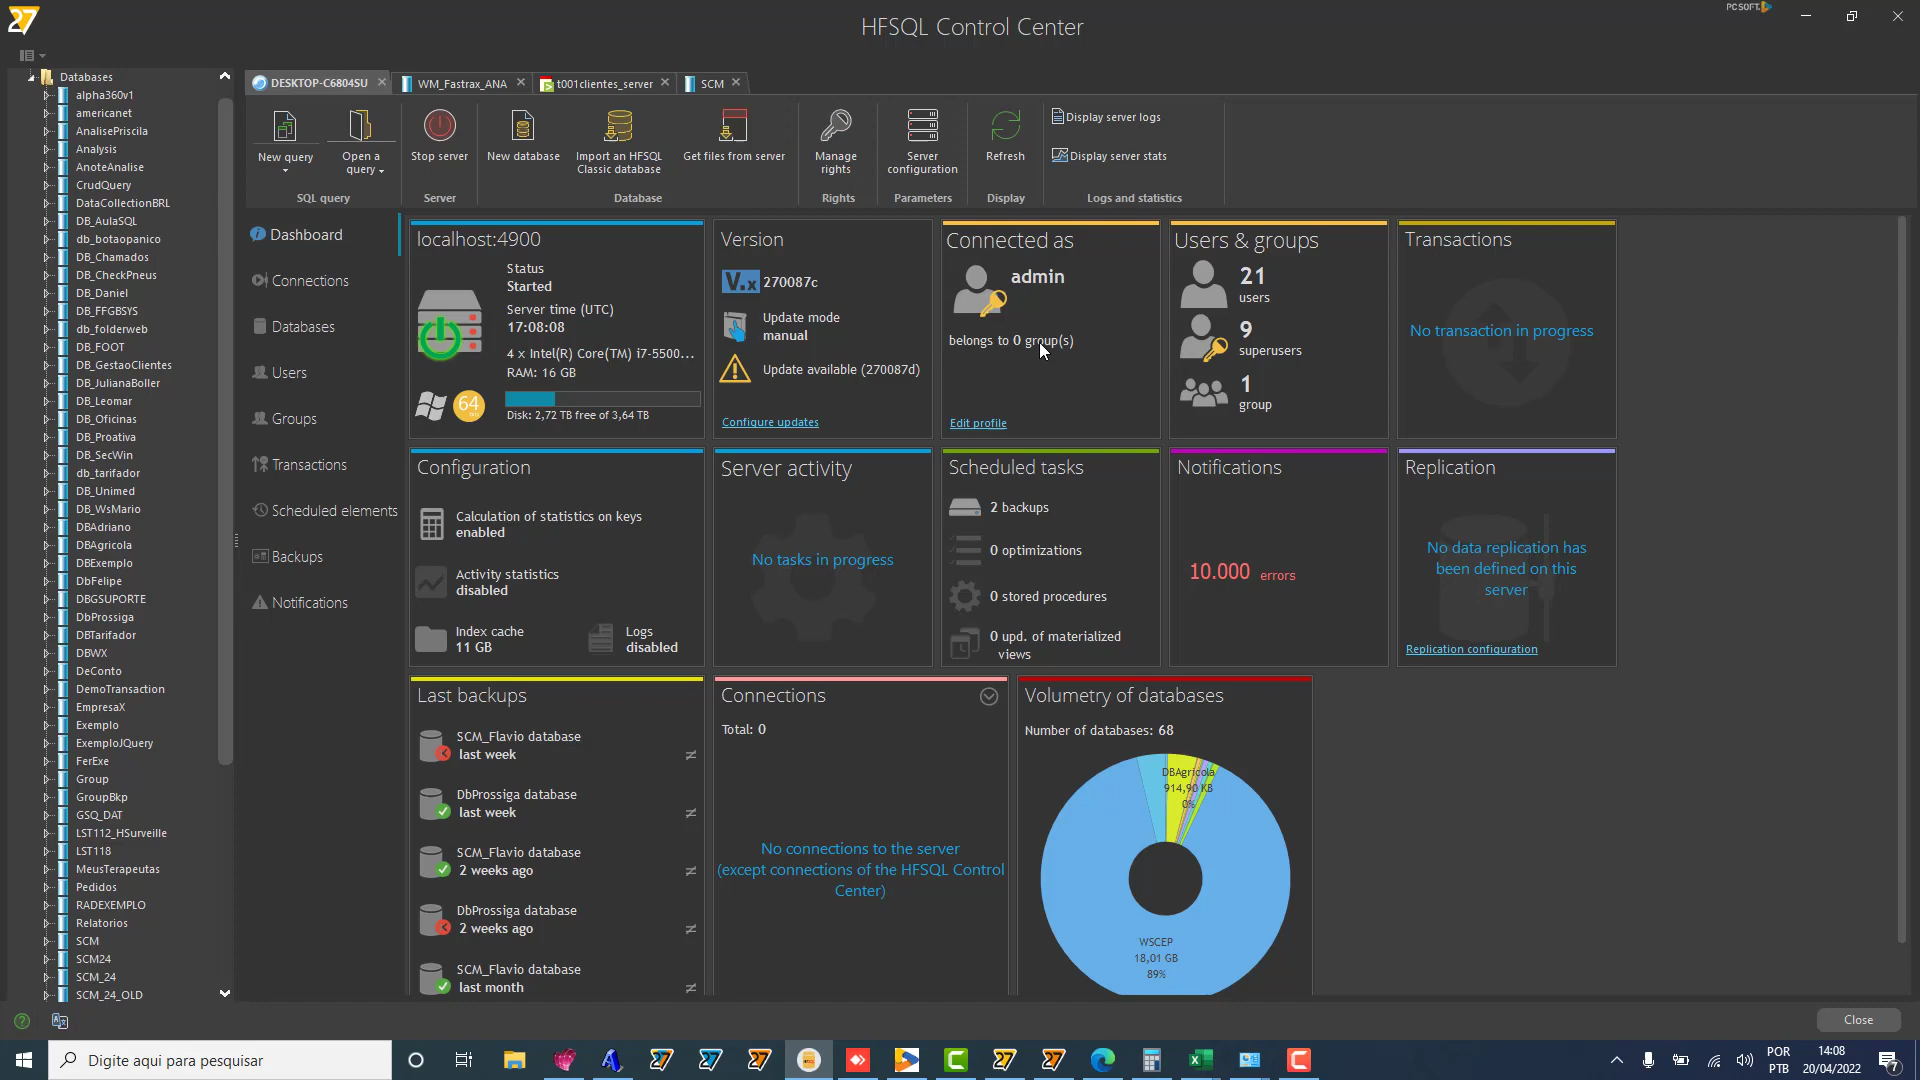 27
HFSQL Control Center
PC SOFT
Databases
alpha360v1
americanet
AnalisePriscila
Analysis
AnoteAnalise
CrudQuery
DataCollectionBRL
DB_AulaSQL
db_botaopanico
DB_Chamados
DB_CheckPneus
DB_Daniel
DB_FFGBSYS
db_folderweb
DB_FOOT
DB_GestaoClientes
DB_JulianaBoller
DB_Leomar
DB_Oficinas
DB_Proativa
DB_SecWin
db_tarifador
DB_Unimed
DB_WsMario
DBAdriano
DBAgricola
DBExemplo
DbFelipe
DBGSUPORTE
DbProssiga
DBTarifador
DBWX
DeConto
DemoTransaction
EmpresaX
Exemplo
ExemploJQuery
FerExe
Group
GroupBkp
GSQ_DAT
LST112_HSurveille
LST118
MeusTerapeutas
Pedidos
RADEXEMPLO
Relatorios
SCM
SCM24
SCM_24
SCM_24_OLD
DESKTOP-C6804SU
WM_Fastrax_ANA
t001clientes_server
SCM
New query
Open a
query
SQL query
Stop server
Server
New database
Import an HFSQL
Classic database
Get files from server
Database
Manage
rights
Rights
Server
configuration
Parameters
Refresh
Display
Display server logs
Display server stats
Logs and statistics
Dashboard
Connections
Databases
Users
Groups
Transactions
Scheduled elements
Backups
Notifications
localhost:4900
Status
Started
Server time (UTC)
17:08:08
4 x Intel(R) Core(TM) i7-5500...
RAM: 16 GB
64
Disk: 2,72 TB free of 3,64 TB
Version
V.x 270087c
Update mode
manual
Update available (270087d)
Configure updates
Connected as
admin
belongs to 0 group(s)
Edit profile
Users & groups
21
users
9
superusers
1
group
Transactions
No transaction in progress
Configuration
Calculation of statistics on keys
enabled
Activity statistics
disabled
Index cache
11 GB
Logs
disabled
Server activity
No tasks in progress
Scheduled tasks
2 backups
0 optimizations
0 stored procedures
0 upd. of materialized
views
Notifications
10.000 errors
Replication
No data replication has
been defined on this
server
Replication configuration
Last backups
SCM_Flavio database
last week
DbProssiga database
last week
SCM_Flavio database
2 weeks ago
DbProssiga database
2 weeks ago
SCM_Flavio database
last month
Connections
Total: 0
No connections to the server
(except connections of the HFSQL Control
Center)
Volumetry of databases
Number of databases: 68
DBAgricola
914,90 KB
0%
WSCEP
18,01 GB
89%
Close
Digite aqui para pesquisar
POR
PTB
14:08
20/04/2022
7